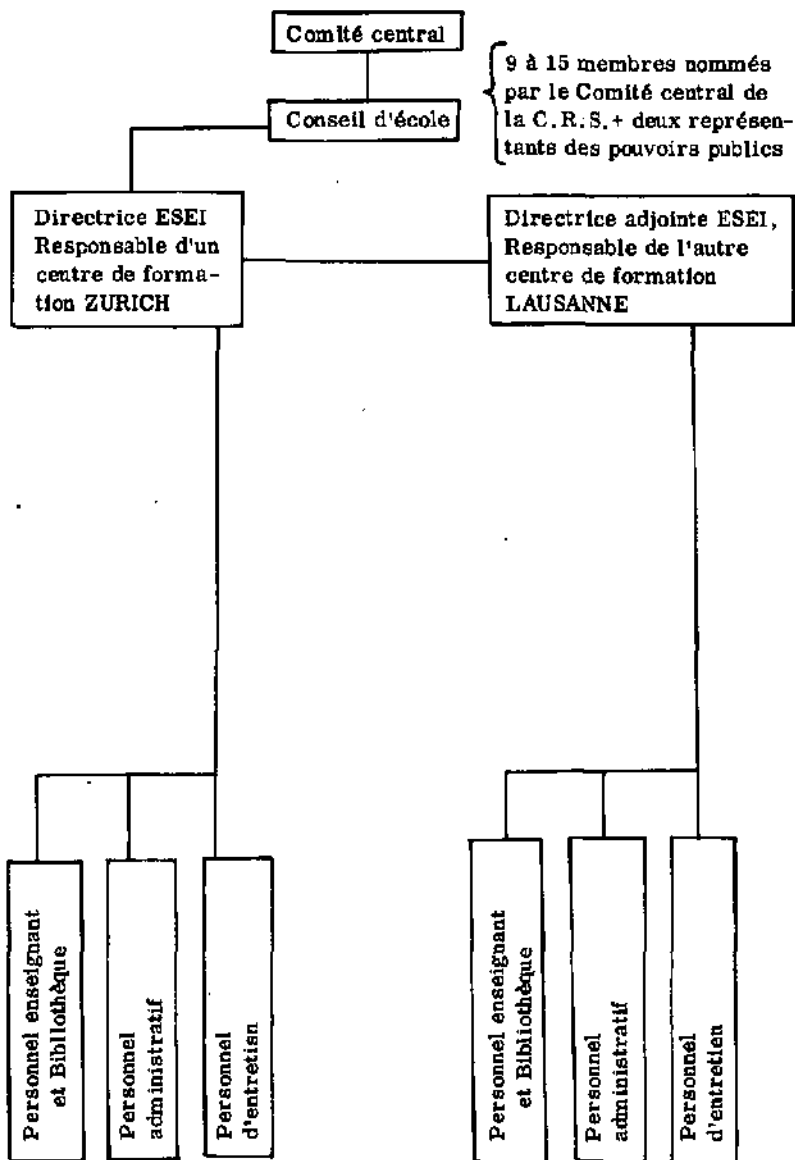 Comité central
Conseil d'école
9 à 15 membres nommés
par le Comité central de
la C.R.S.+ deux représen-
tants des pouvoirs publics
Directrice ESEI
Responsable d'un
centre de forma-
tion ZURICH
Directrice adjointe ESEI,
Responsable de l'autre
centre de formation
LAUSANNE
Personnel enseignant
et Bibliothèque
Personnel
administratif
Personnel
d'entretien
Personnel enseignant
et Bibliothèque
Personnel
administratif
Personnel
d'entretien